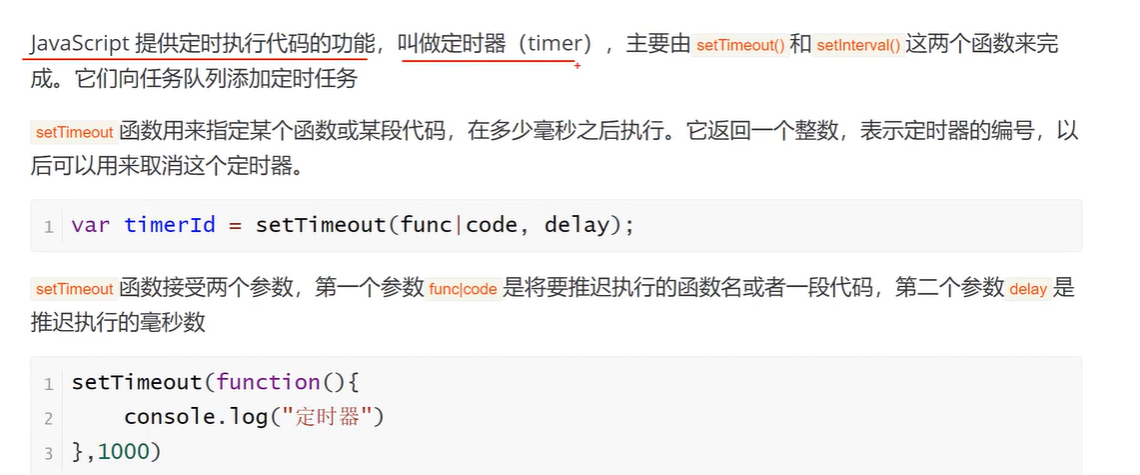 JavaScript 提供定时执行代码的功能，叫做定时器（timer），主要由 setTimeout() 和 setInterval() 这两个函数来完
成。它们向任务队列添加定时任务
setTimeout 函数用来指定某个函数或某段代码，在多少毫秒之后执行。它返回一个整数，表示定时器的编号，以
后可以用来取消这个定时器。
1 var timerId = setTimeout(func|code, delay);
setTimeout 函数接受两个参数，第一个参数 func|code 是将要推迟执行的函数名或者一段代码，第二个参数 delay 是
推迟执行的毫秒数
1 setTimeout(function(){
2     console.log("定时器")
3 },1000)